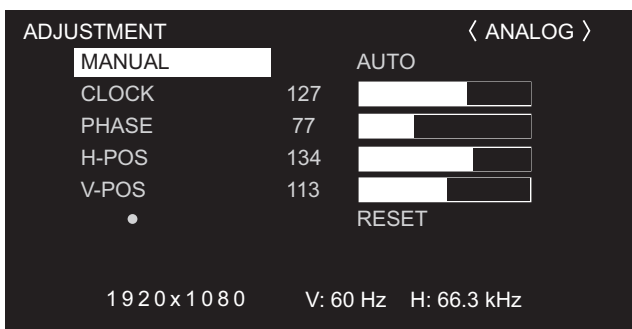 ADJUSTMENT 〈 ANALOG 〉
MANUAL AUTO
CLOCK 127
PHASE 77
H-POS 134
V-POS 113
● RESET
1920x1080 V: 60 Hz H: 66.3 kHz